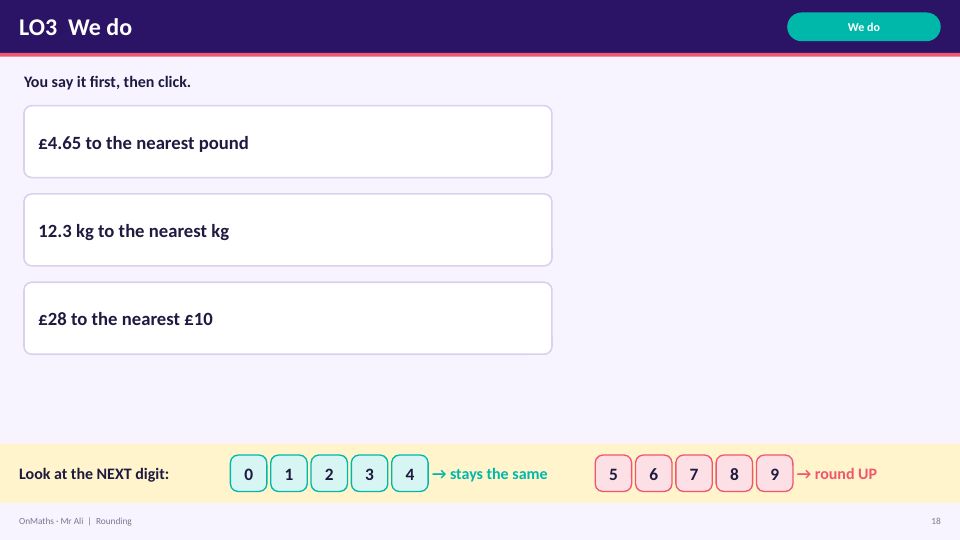 LO3 We do
We do
You say it first, then click.
£4.65 to the nearest pound
12.3 kg to the nearest kg
£28 to the nearest £10
Look at the NEXT digit: 0 1 2 3 4 → stays the same 5 6 7 8 9 → round UP
OnMaths - Mr Ali | Rounding 18